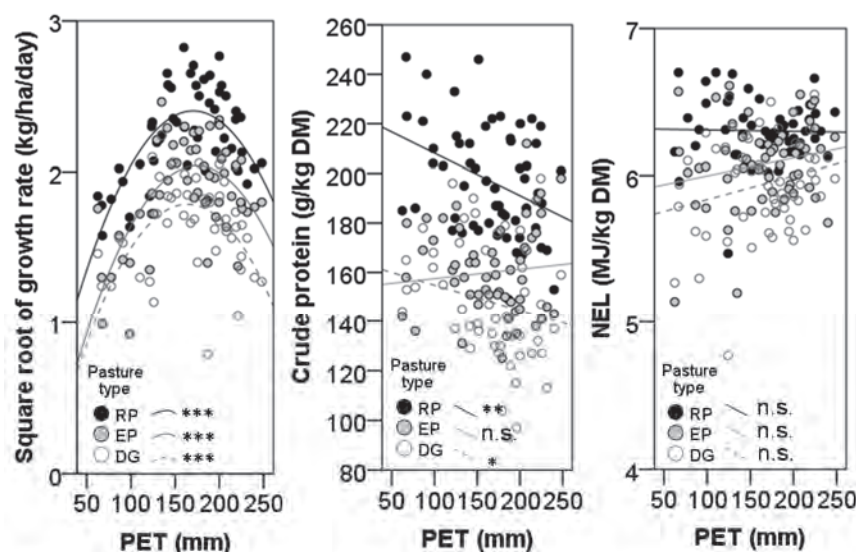 Square root of growth rate (kg/ha/day)
3
2
1
0
Pasture
type
RP ***
EP ***
DG ***
50 100 150 200 250
PET (mm)
Crude protein (g/kg DM)
260
240
220
200
180
160
140
120
100
80
Pasture
type
RP **
EP n.s.
DG *
50 100 150 200 250
PET (mm)
NEL (MJ/kg DM)
7
6
5
4
Pasture
type
RP n.s.
EP n.s.
DG n.s.
50 100 150 200 250
PET (mm)